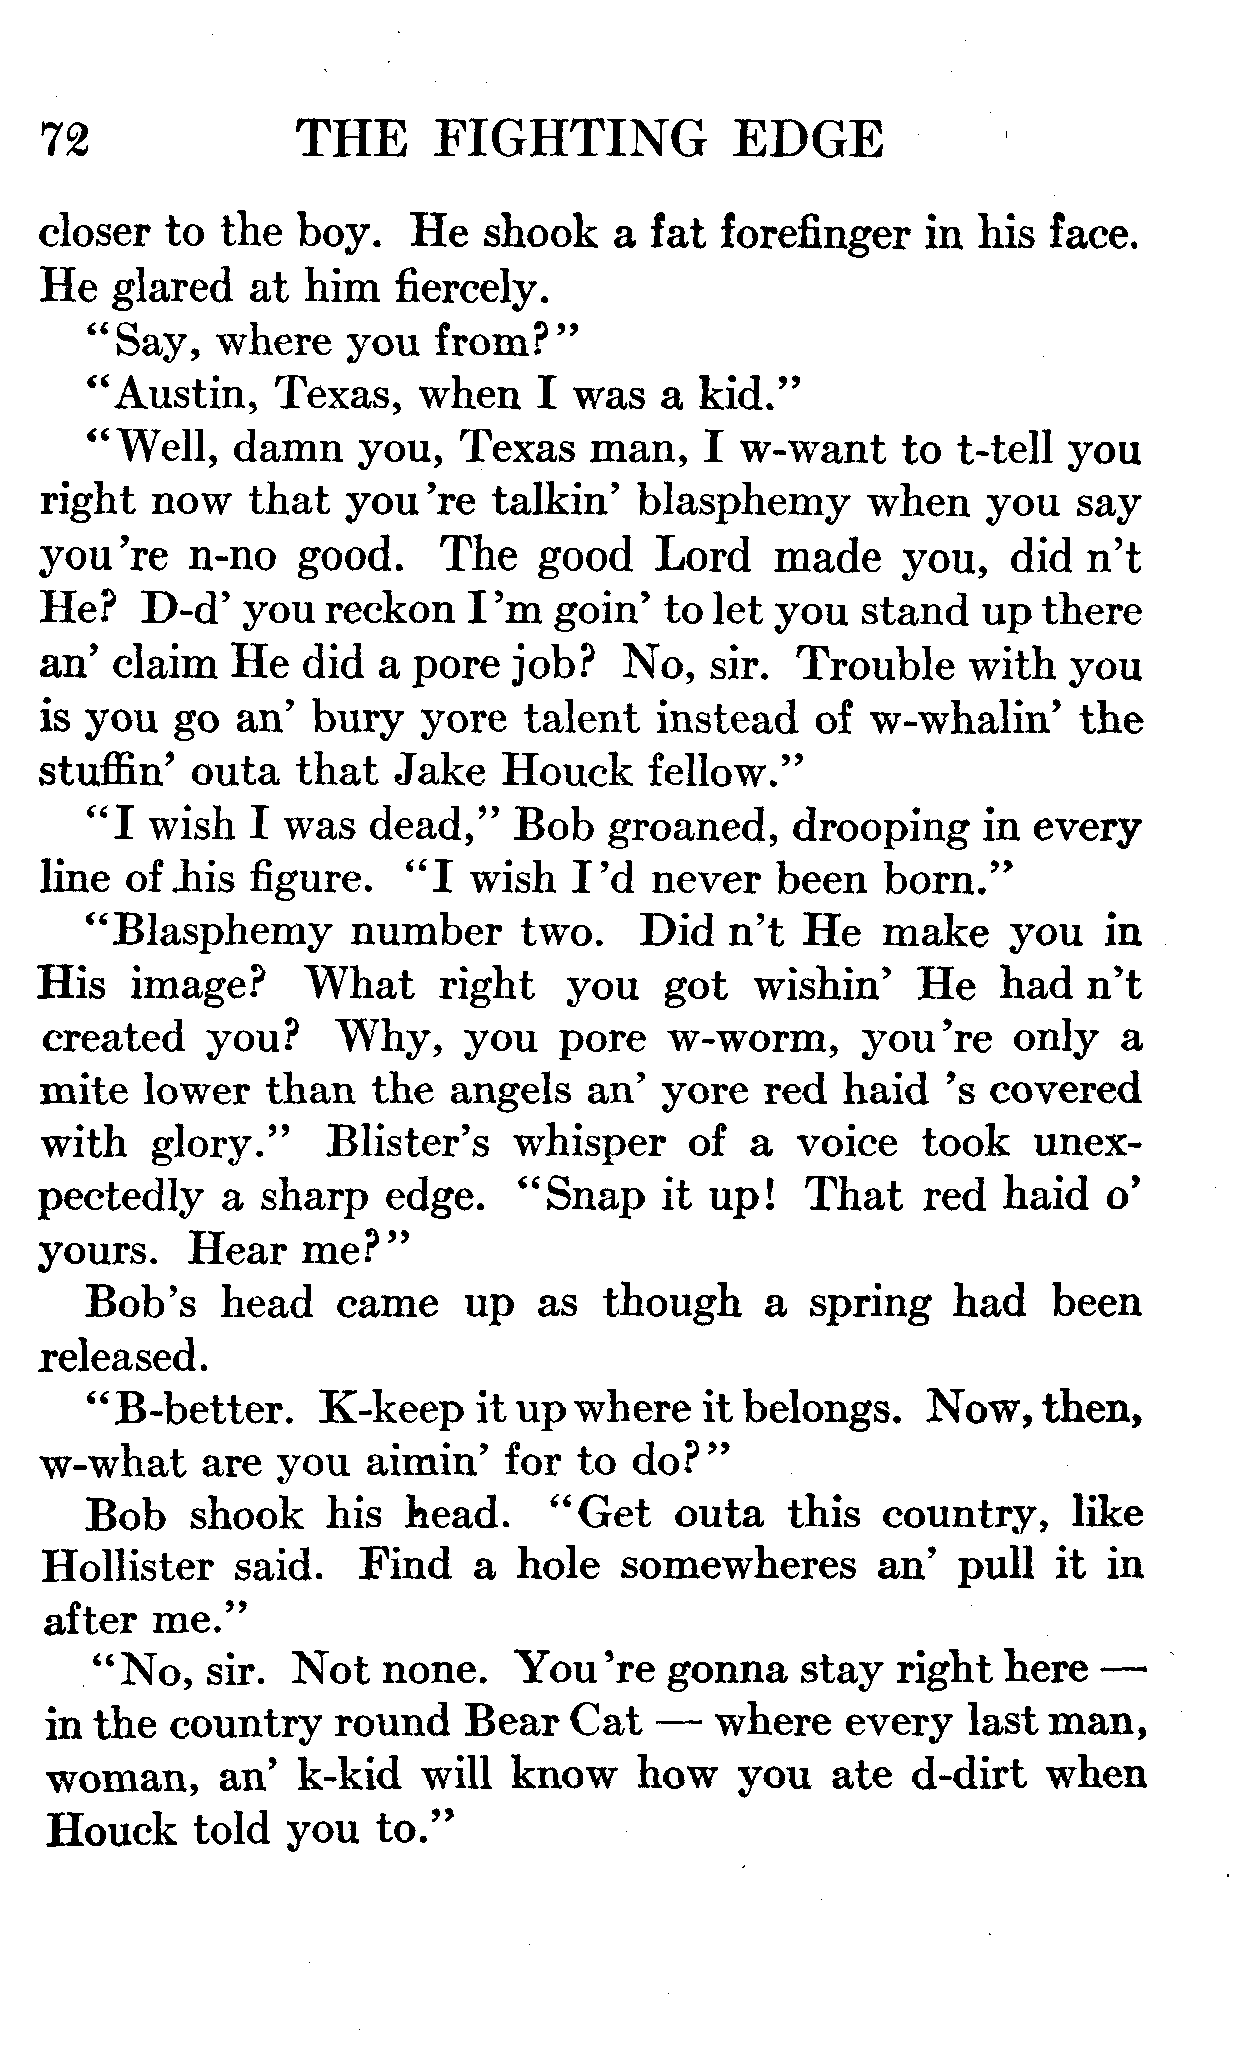 72 THE FIGHTING EDGE
closer to the boy. He shook a fat forefinger in his face.
He glared at him fiercely.
“Say, where you from?”
“Austin, Texas, when I was a kid.”
“Well, damn you, Texas man, I w-want to t-tell you
right now that you ’re talkin’ blasphemy when you say
you ’re n-no good. The good Lord made you, did n’t
He? D-d’ you reckon I ’m goin’ to let you stand up there
an’ claim He did a pore job? No, sir. Trouble with you
is you go an’ bury yore talent instead of w-whalin’ the
stuffin’ outa that Jake Houck fellow.”
“I wish I was dead,” Bob groaned, drooping in every
line of his figure. “I wish I ’d never been born.”
“Blasphemy number two. Did n’t He make you in
His image? What right you got wishin’ He had n’t
created you? Why, you pore w-worm, you ’re only a
mite lower than the angels an’ yore red haid ’s covered
with glory.” Blister’s whisper of a voice took unex-
pectedly a sharp edge. “Snap it up! That red haid o’
yours. Hear me?”
Bob’s head came up as though a spring had been
released.
“B-better. K-keep it up where it belongs. Now, then,
w-what are you aimin’ for to do?”
Bob shook his head. “Get outa this country, like
Hollister said. Find a hole somewheres an’ pull it in
after me.”
“No, sir. Not none. You ’re gonna stay right here —
in the country round Bear Cat — where every last man,
woman, an’ k-kid will know how you ate d-dirt when
Houck told you to.”